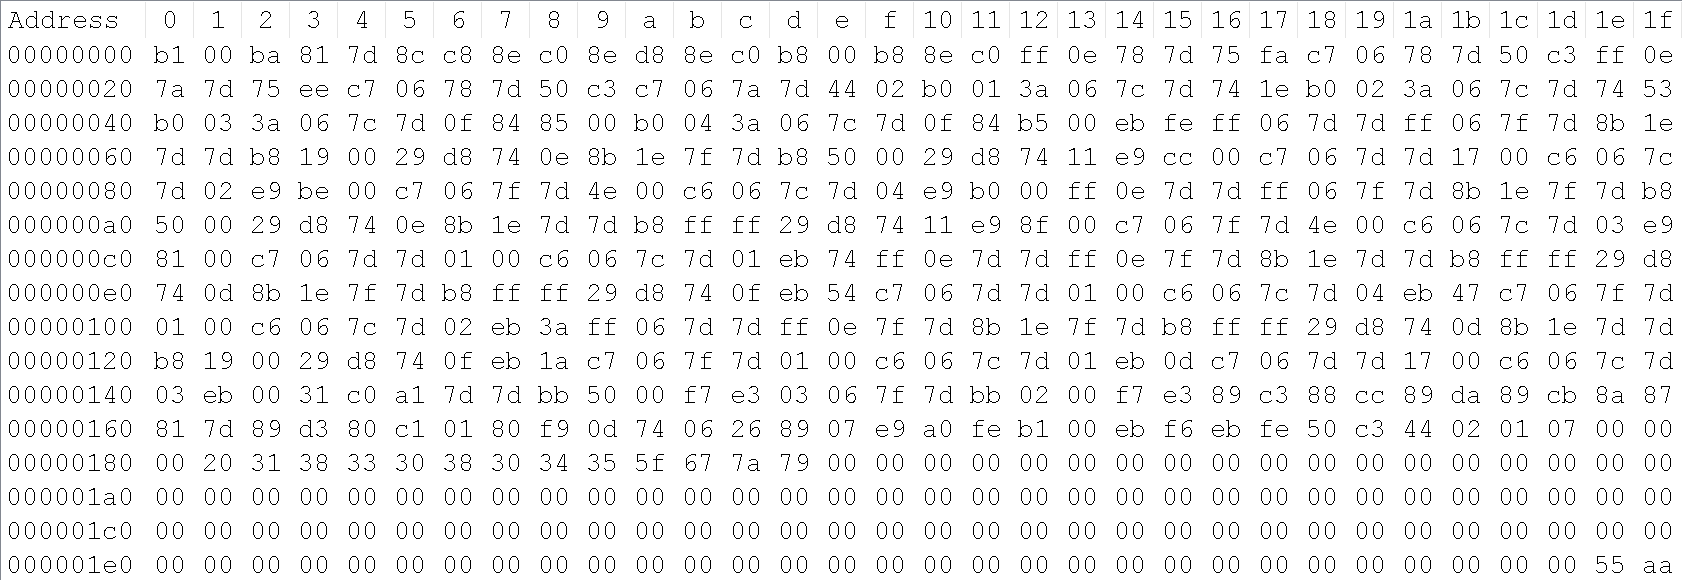 Address 0 1 2 3 4 5 6 7 8 9 a b c d e f 10 11 12 13 14 15 16 17 18 19 1a 1b 1c 1d 1e 1f
00000000 b1 00 ba 81 7d 8c c8 8e c0 8e d8 8e c0 b8 00 b8 8e c0 ff 0e 78 7d 75 fa c7 06 78 7d 50 c3 ff 0e
00000020 7a 7d 75 ee c7 06 78 7d 50 c3 c7 06 7a 7d 44 02 b0 01 3a 06 7c 7d 74 1e b0 02 3a 06 7c 7d 74 53
00000040 b0 03 3a 06 7c 7d 0f 84 85 00 b0 04 3a 06 7c 7d 0f 84 b5 00 eb fe ff 06 7d 7d ff 06 7f 7d 8b 1e
00000060 7d 7d b8 19 00 29 d8 74 0e 8b 1e 7f 7d b8 50 00 29 d8 74 11 e9 cc 00 c7 06 7d 7d 17 00 c6 06 7c
00000080 7d 02 e9 be 00 c7 06 7f 7d 4e 00 c6 06 7c 7d 04 e9 b0 00 ff 0e 7d 7d ff 06 7f 7d 8b 1e 7f 7d b8
000000a0 50 00 29 d8 74 0e 8b 1e 7d 7d b8 ff ff 29 d8 74 11 e9 8f 00 c7 06 7f 7d 4e 00 c6 06 7c 7d 03 e9
000000c0 81 00 c7 06 7d 7d 01 00 c6 06 7c 7d 01 eb 74 ff 0e 7d 7d ff 0e 7f 7d 8b 1e 7d 7d b8 ff ff 29 d8
000000e0 74 0d 8b 1e 7f 7d b8 ff ff 29 d8 74 0f eb 54 c7 06 7d 7d 01 00 c6 06 7c 7d 04 eb 47 c7 06 7f 7d
00000100 01 00 c6 06 7c 7d 02 eb 3a ff 06 7d 7d ff 0e 7f 7d 8b 1e 7f 7d b8 ff ff 29 d8 74 0d 8b 1e 7d 7d
00000120 b8 19 00 29 d8 74 0f eb 1a c7 06 7f 7d 01 00 c6 06 7c 7d 01 eb 0d c7 06 7d 7d 17 00 c6 06 7c 7d
00000140 03 eb 00 31 c0 a1 7d 7d bb 50 00 f7 e3 03 06 7f 7d bb 02 00 f7 e3 89 c3 88 cc 89 da 89 cb 8a 87
00000160 81 7d 89 d3 80 c1 01 80 f9 0d 74 06 26 89 07 e9 a0 fe b1 00 eb f6 eb fe 50 c3 44 02 01 07 00 00
00000180 00 20 31 38 33 30 38 30 34 35 5f 67 7a 79 00 00 00 00 00 00 00 00 00 00 00 00 00 00 00 00 00 00
000001a0 00 00 00 00 00 00 00 00 00 00 00 00 00 00 00 00 00 00 00 00 00 00 00 00 00 00 00 00 00 00 00 00
000001c0 00 00 00 00 00 00 00 00 00 00 00 00 00 00 00 00 00 00 00 00 00 00 00 00 00 00 00 00 00 00 00 00
000001e0 00 00 00 00 00 00 00 00 00 00 00 00 00 00 00 00 00 00 00 00 00 00 00 00 00 00 00 00 00 00 55 aa